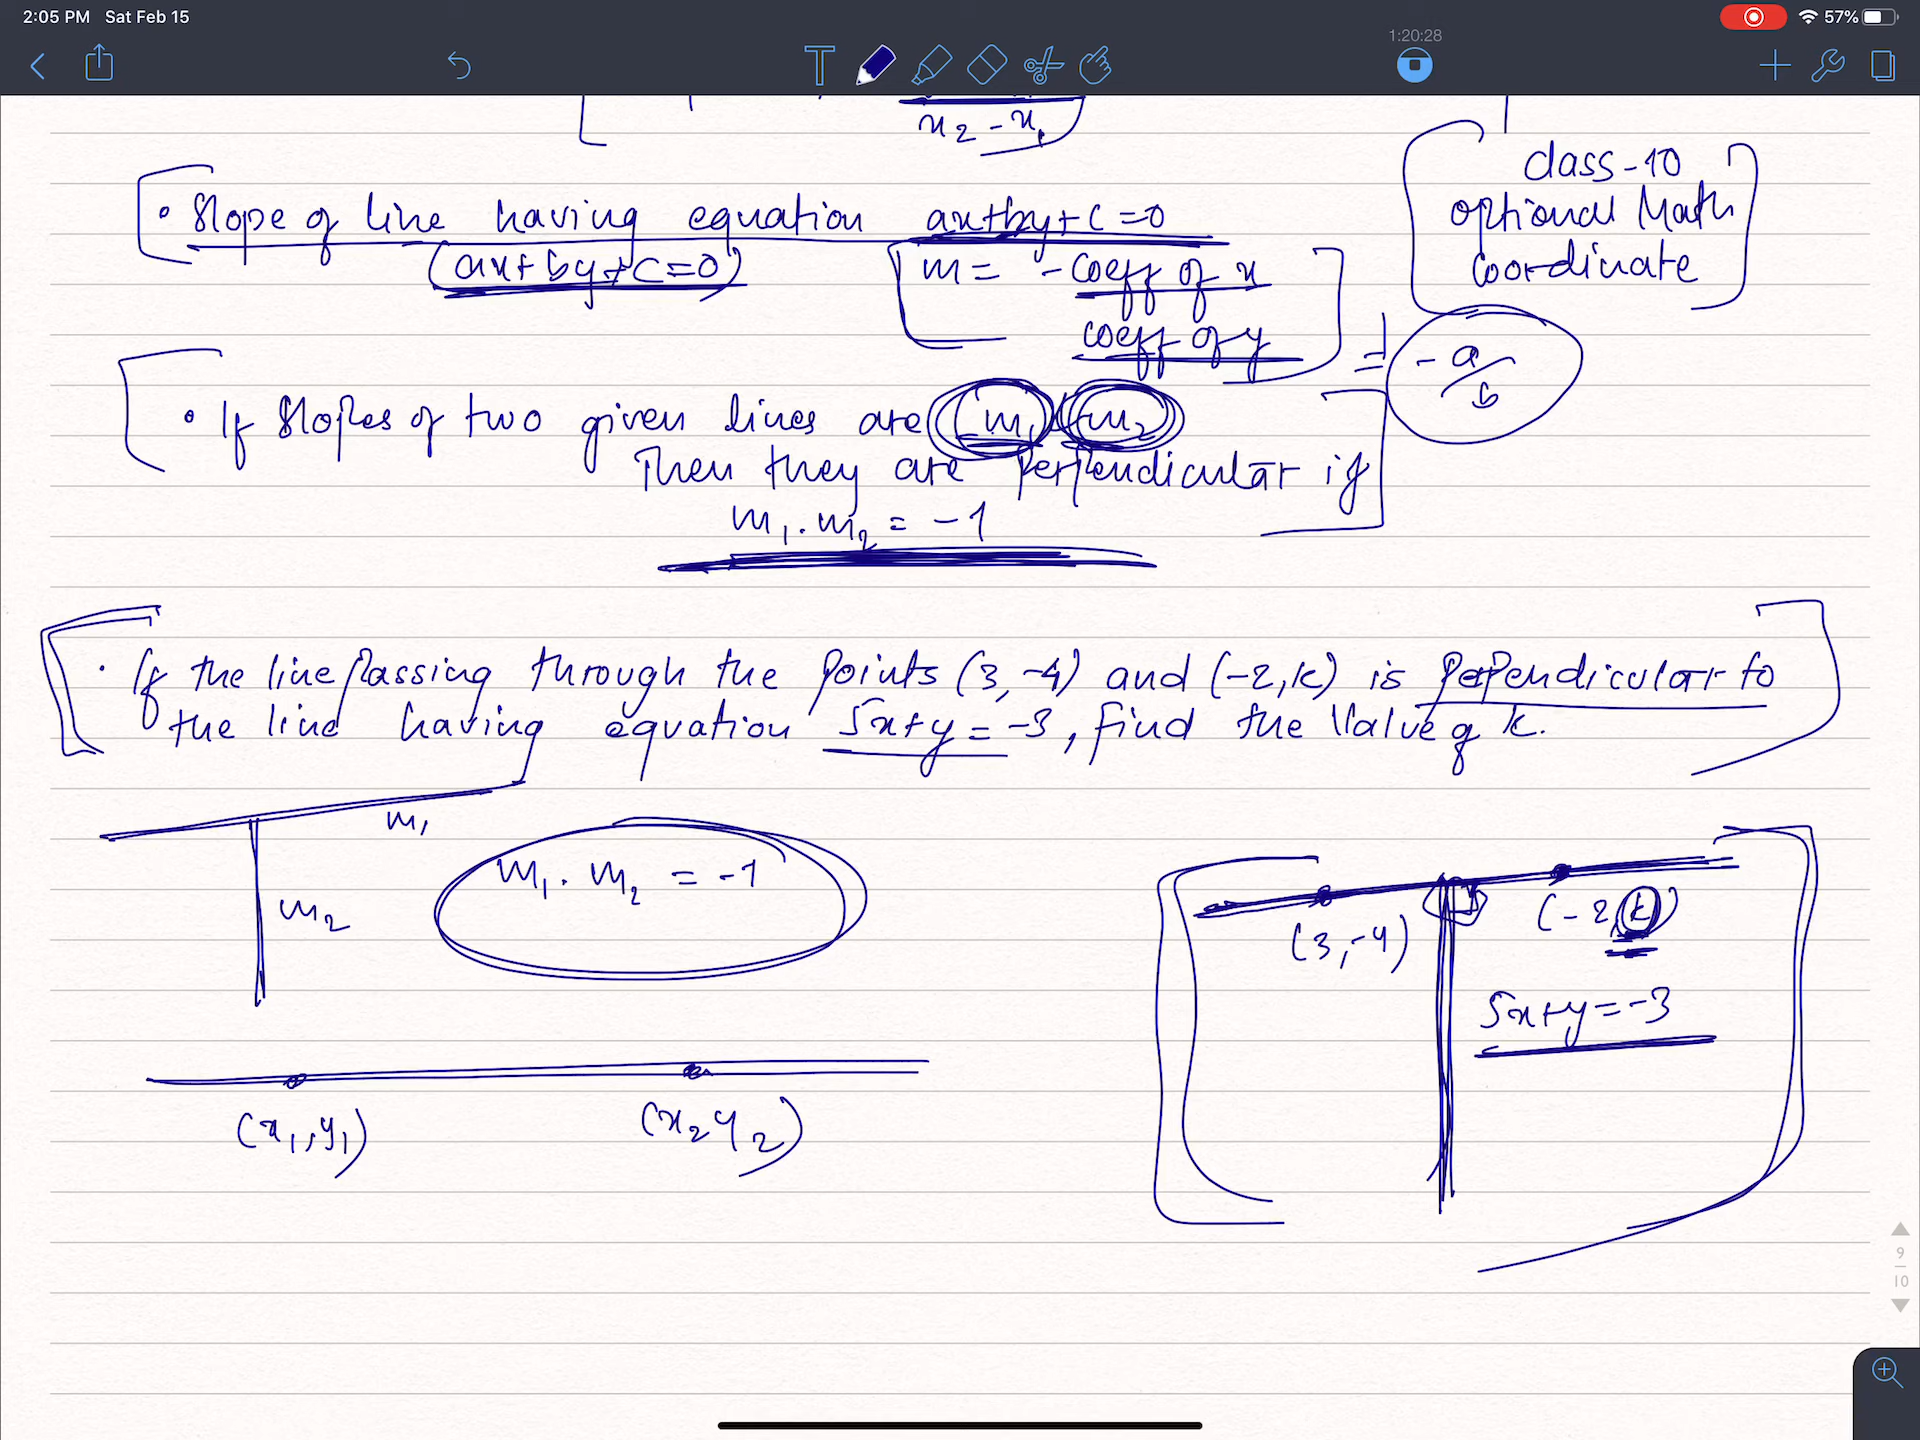 2:05 PM Sat Feb 15
57%
1:20:28
x2 - x1
class-10
optional Math
coordinate
• Slope of line having equation ax+by+c=0
(ax+by+c=0)
m = - coeff of x
coeff of y
= -a/b
• If Slopes of two given lines are m1 & m2
Then they are perpendicular if
m1 . m2 = -1
• If the line passing through the points (3,-4) and (-2,k) is perpendicular to
the line having equation 5x+y = -3, find the value of k.
m1
m2
m1 . m2 = -1
(3,-4)
(-2,k)
5x+y=-3
(x1,y1)
(x2 y2)
9
10